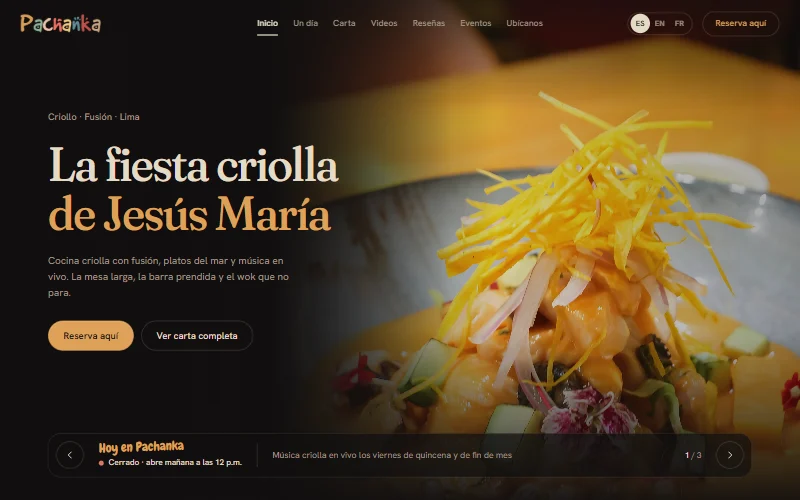 Pachanka
Inicio Un día Carta Videos Reseñas Eventos Ubícanos
ES EN FR
Reserva aquí
Criollo · Fusión · Lima
La fiesta criolla
de Jesús María
Cocina criolla con fusión, platos del mar y música en
vivo. La mesa larga, la barra prendida y el wok que no
para.
Reserva aquí
Ver carta completa
Hoy en Pachanka
Cerrado · abre mañana a las 12 p.m.
Música criolla en vivo los viernes de quincena y de fin de mes
1 / 3